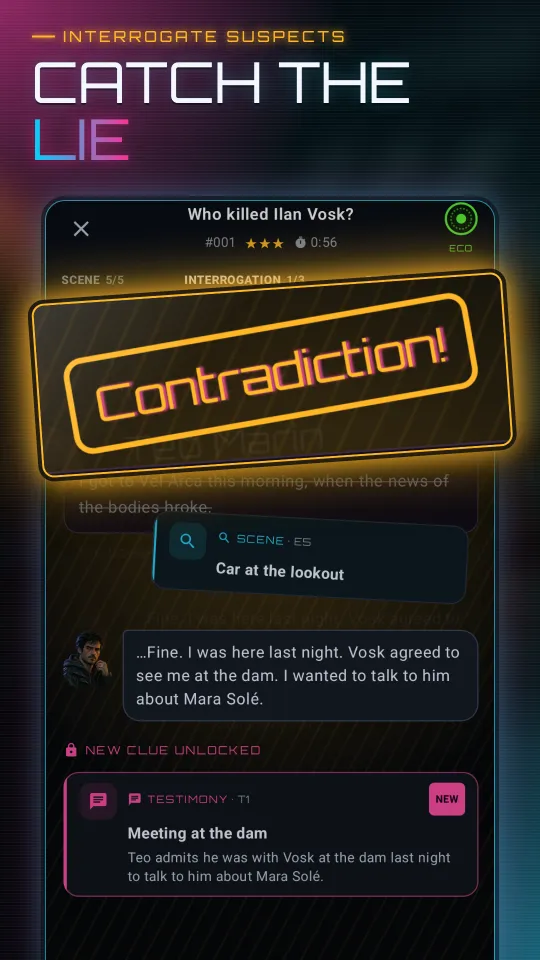 INTERROGATE SUSPECTS
CATCH THE
LIE
Who killed Ilan Vosk?
#001 ★★★ 0:56
ECO
SCENE 5/5 INTERROGATION 1/3
Contradiction!
Teo Marin
I got to Vel Arca this morning, when the news of
the bodies broke.
SCENE · E5
Car at the lookout
…Fine. I was here last night. Vosk agreed to
see me at the dam. I wanted to talk to him
about Mara Solé.
NEW CLUE UNLOCKED
TESTIMONY · T1
NEW
Meeting at the dam
Teo admits he was with Vosk at the dam last night
to talk to him about Mara Solé.